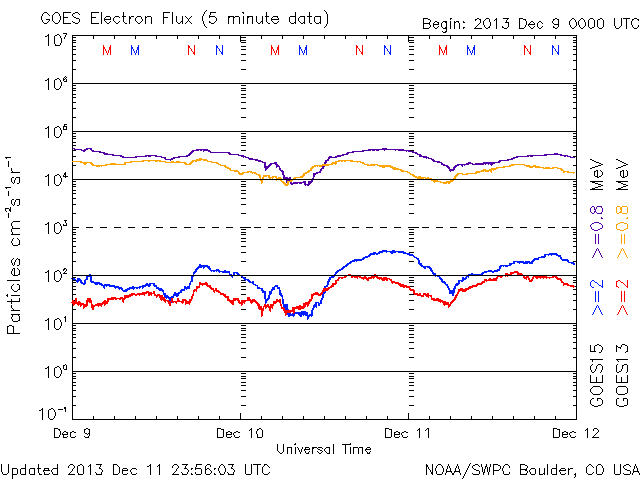 GOES Electron Flux (5 minute data)
Begin: 2013 Dec 9 0000 UTC
M M N N M M N N M M N N
10⁷
10⁶
10⁵
10⁴
10³
10²
10¹
10⁰
10⁻¹
Particles cm⁻²s⁻¹sr⁻¹
Dec 9 Dec 10 Dec 11 Dec 12
Universal Time
GOES15 >=2 >=0.8 MeV
GOES13 >=2 >=0.8 MeV
Updated 2013 Dec 11 23:56:03 UTC
NOAA/SWPC Boulder, CO USA